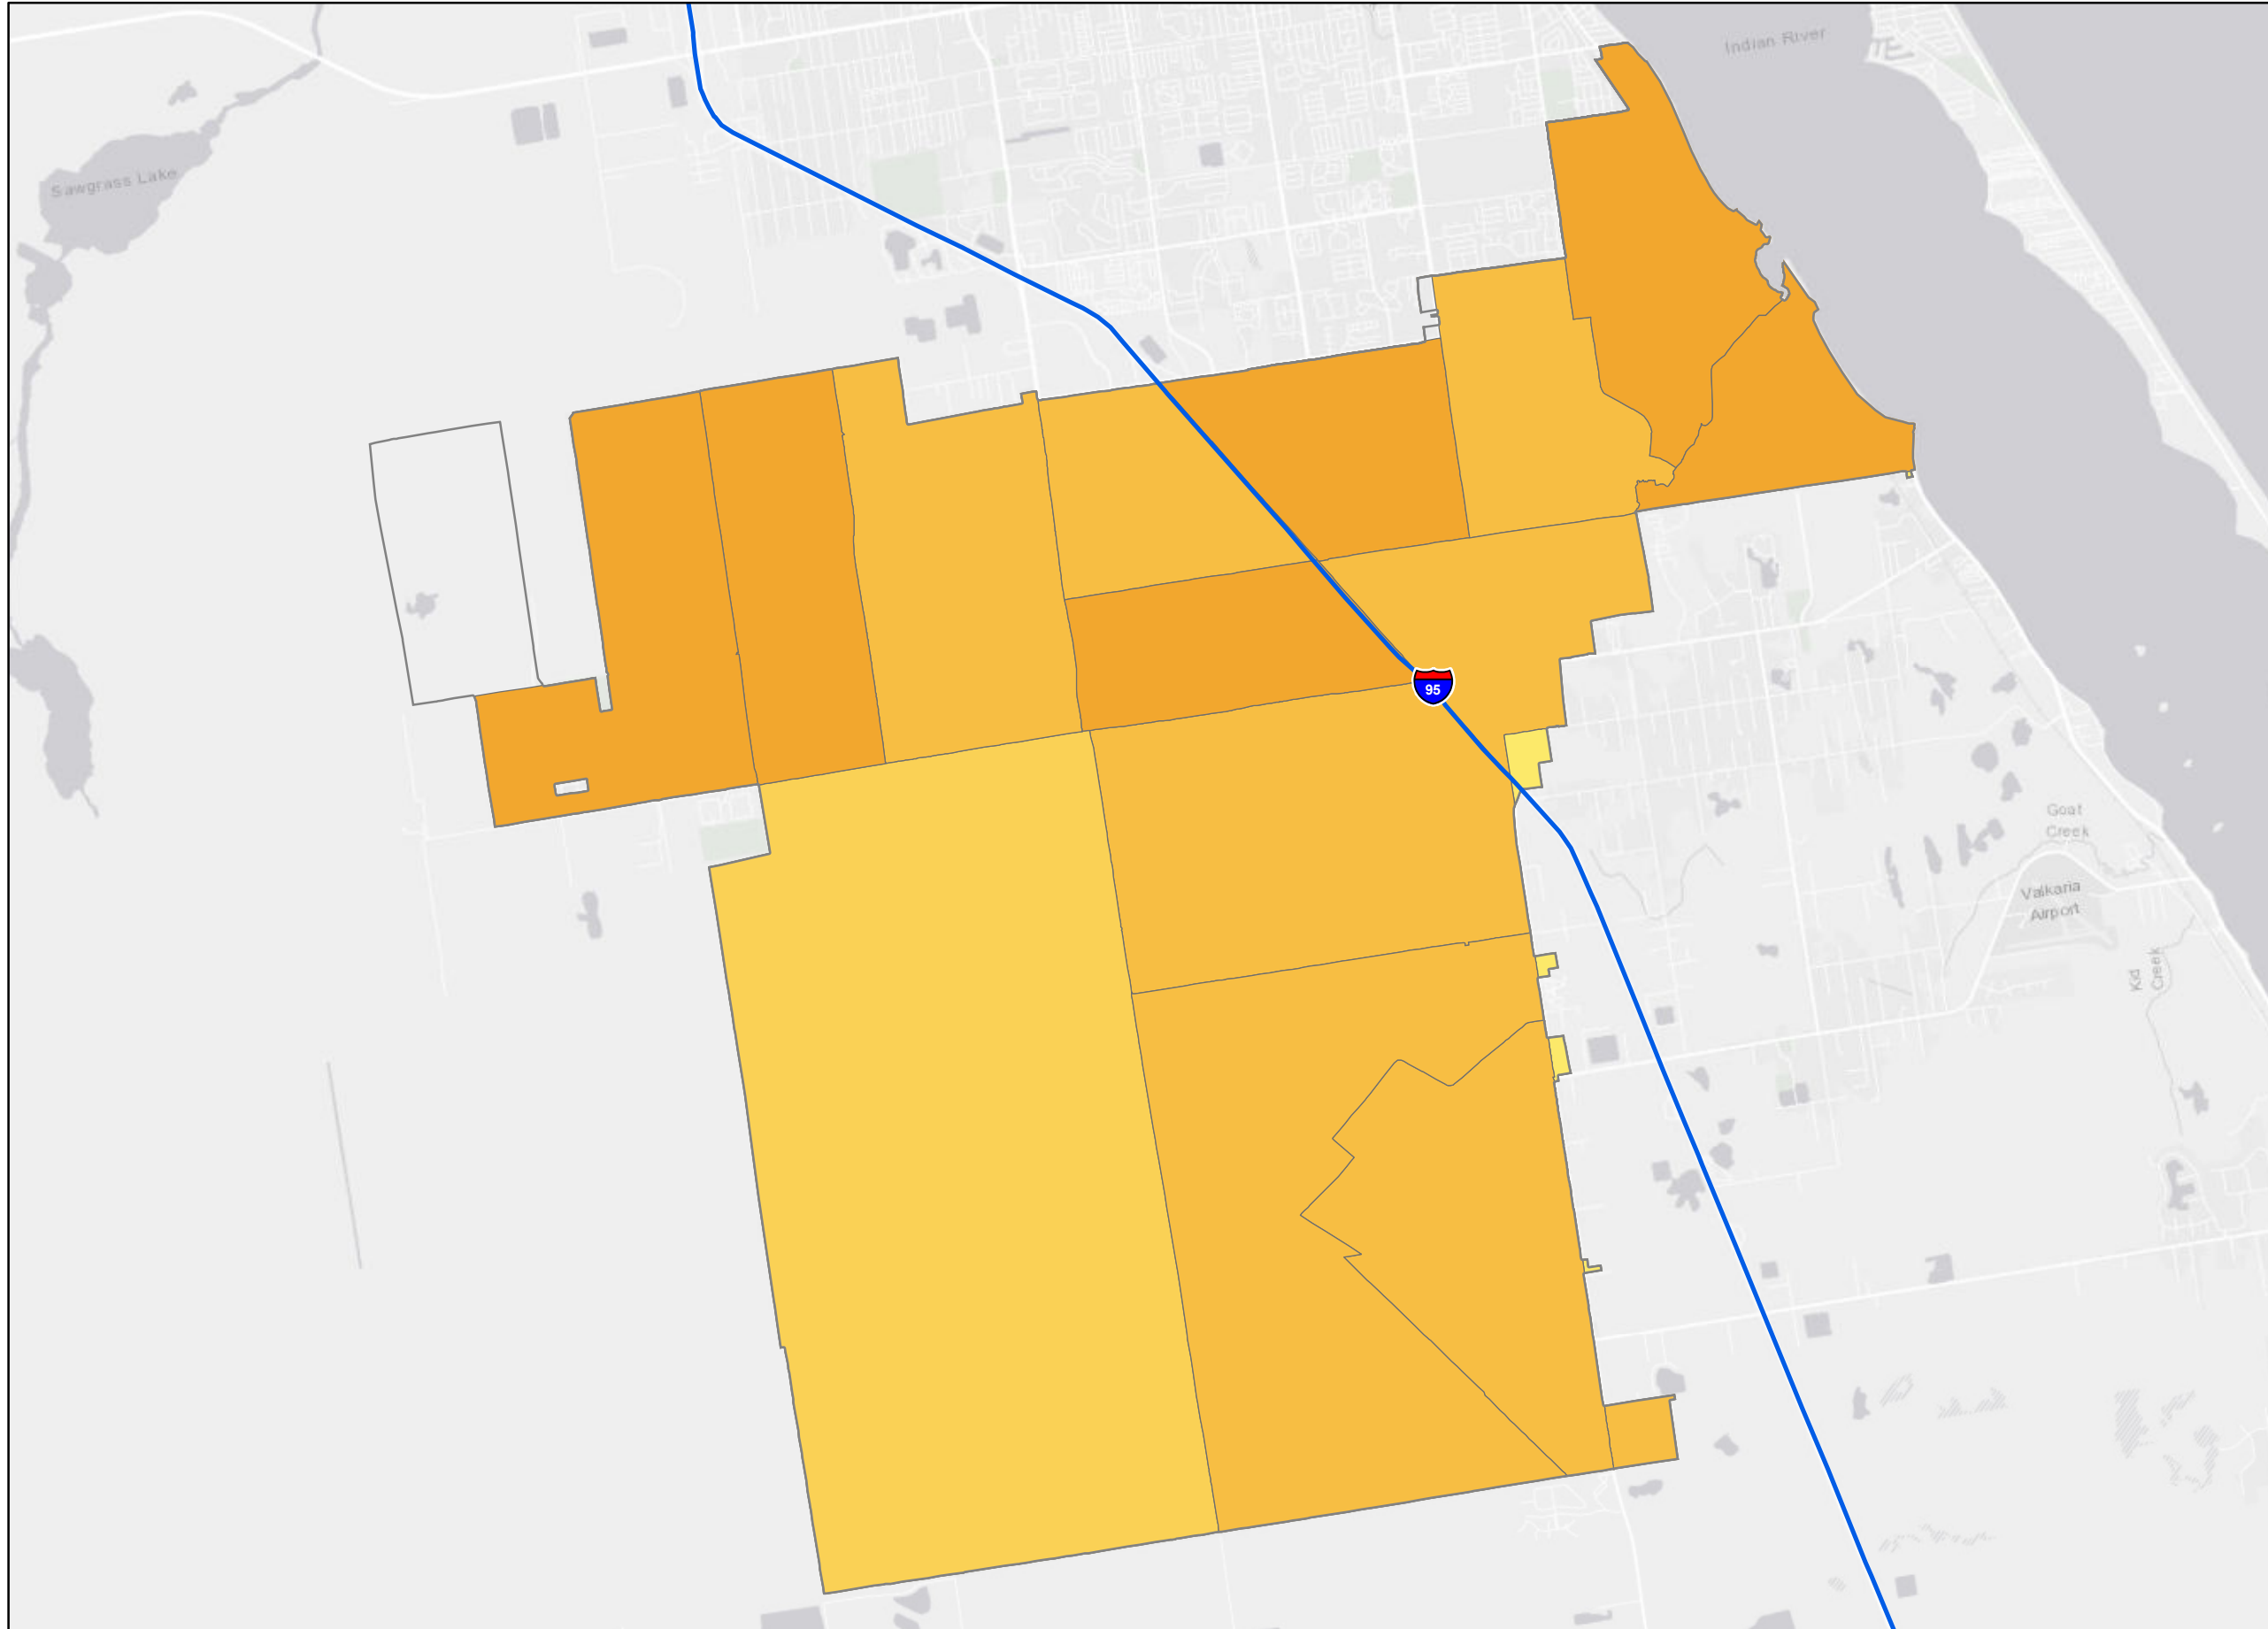 Indian River
Sawgrass Lake
95
Goat
Creek
Valkaria
Airport
Kid
Creek